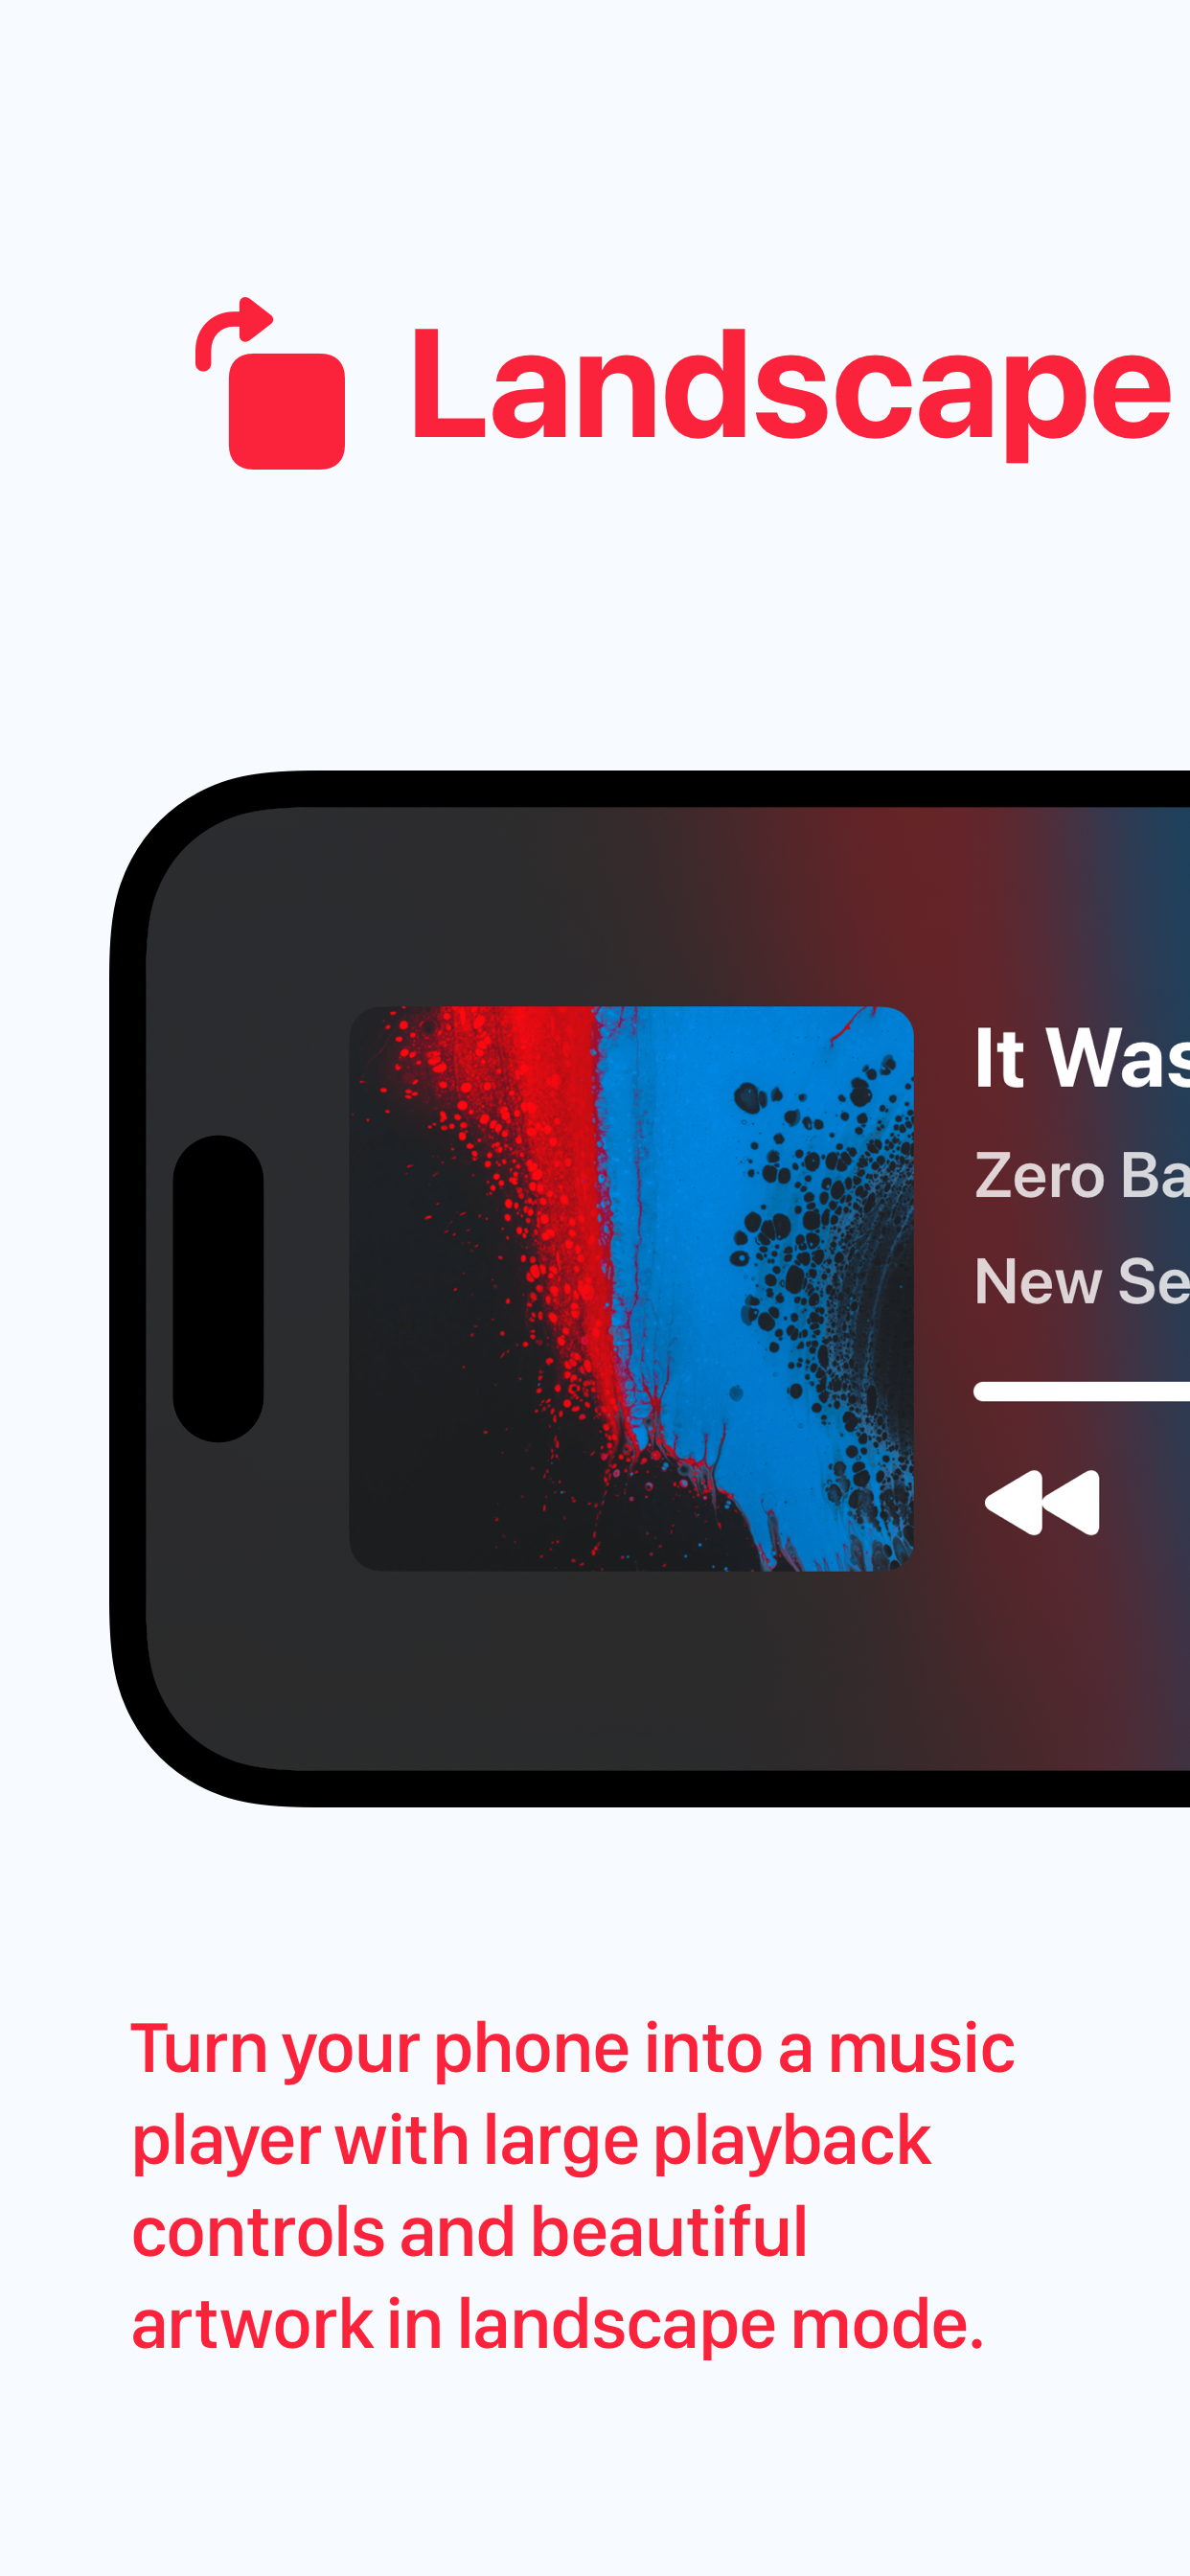 Landscape
It Was
Zero Ba
New Se
Turn your phone into a music
player with large playback
controls and beautiful
artwork in landscape mode.